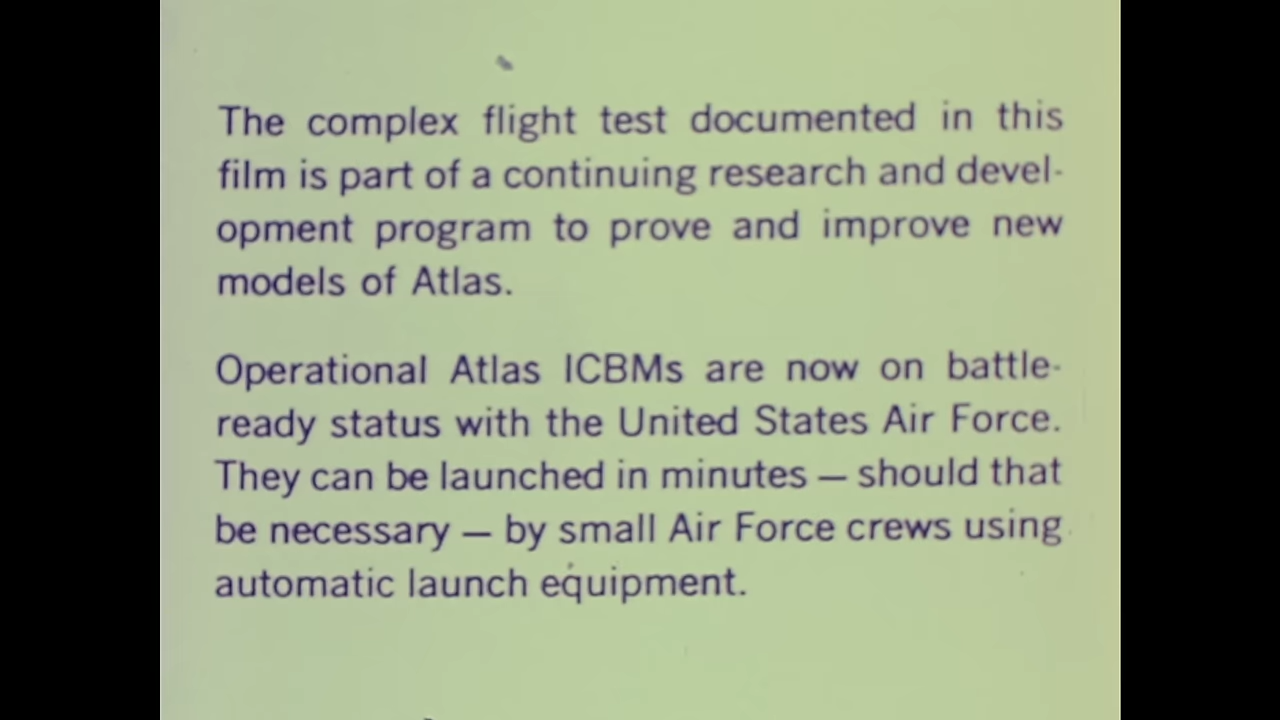 The complex flight test documented in this
film is part of a continuing research and devel-
opment program to prove and improve new
models of Atlas.
Operational Atlas ICBMs are now on battle-
ready status with the United States Air Force.
They can be launched in minutes — should that
be necessary — by small Air Force crews using
automatic launch equipment.